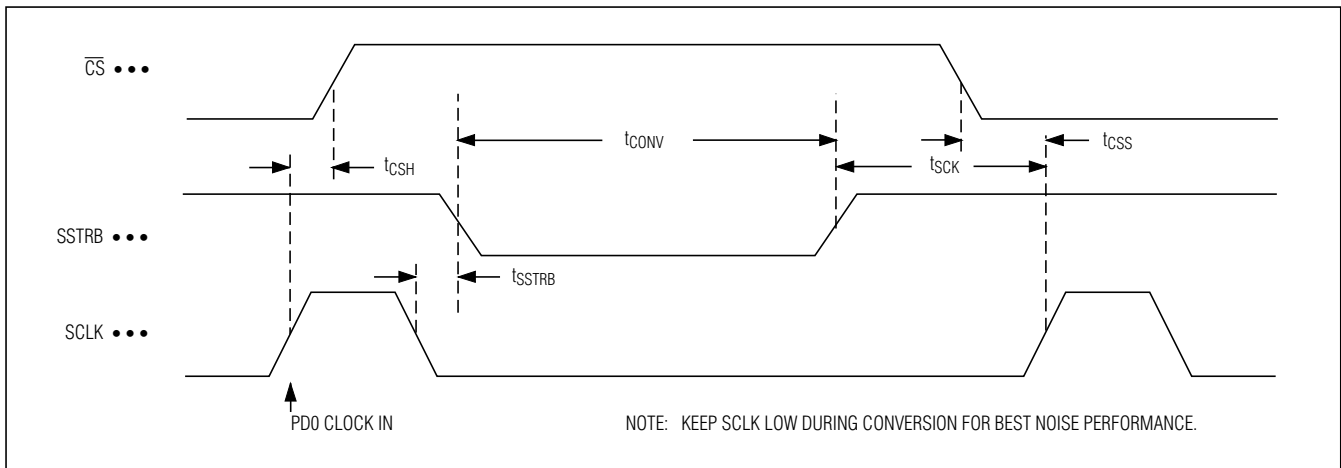 C̅S̅ •••
tCONV
tCSS
tCSH
tSCK
SSTRB •••
tSSTRB
SCLK •••
PD0 CLOCK IN
NOTE: KEEP SCLK LOW DURING CONVERSION FOR BEST NOISE PERFORMANCE.